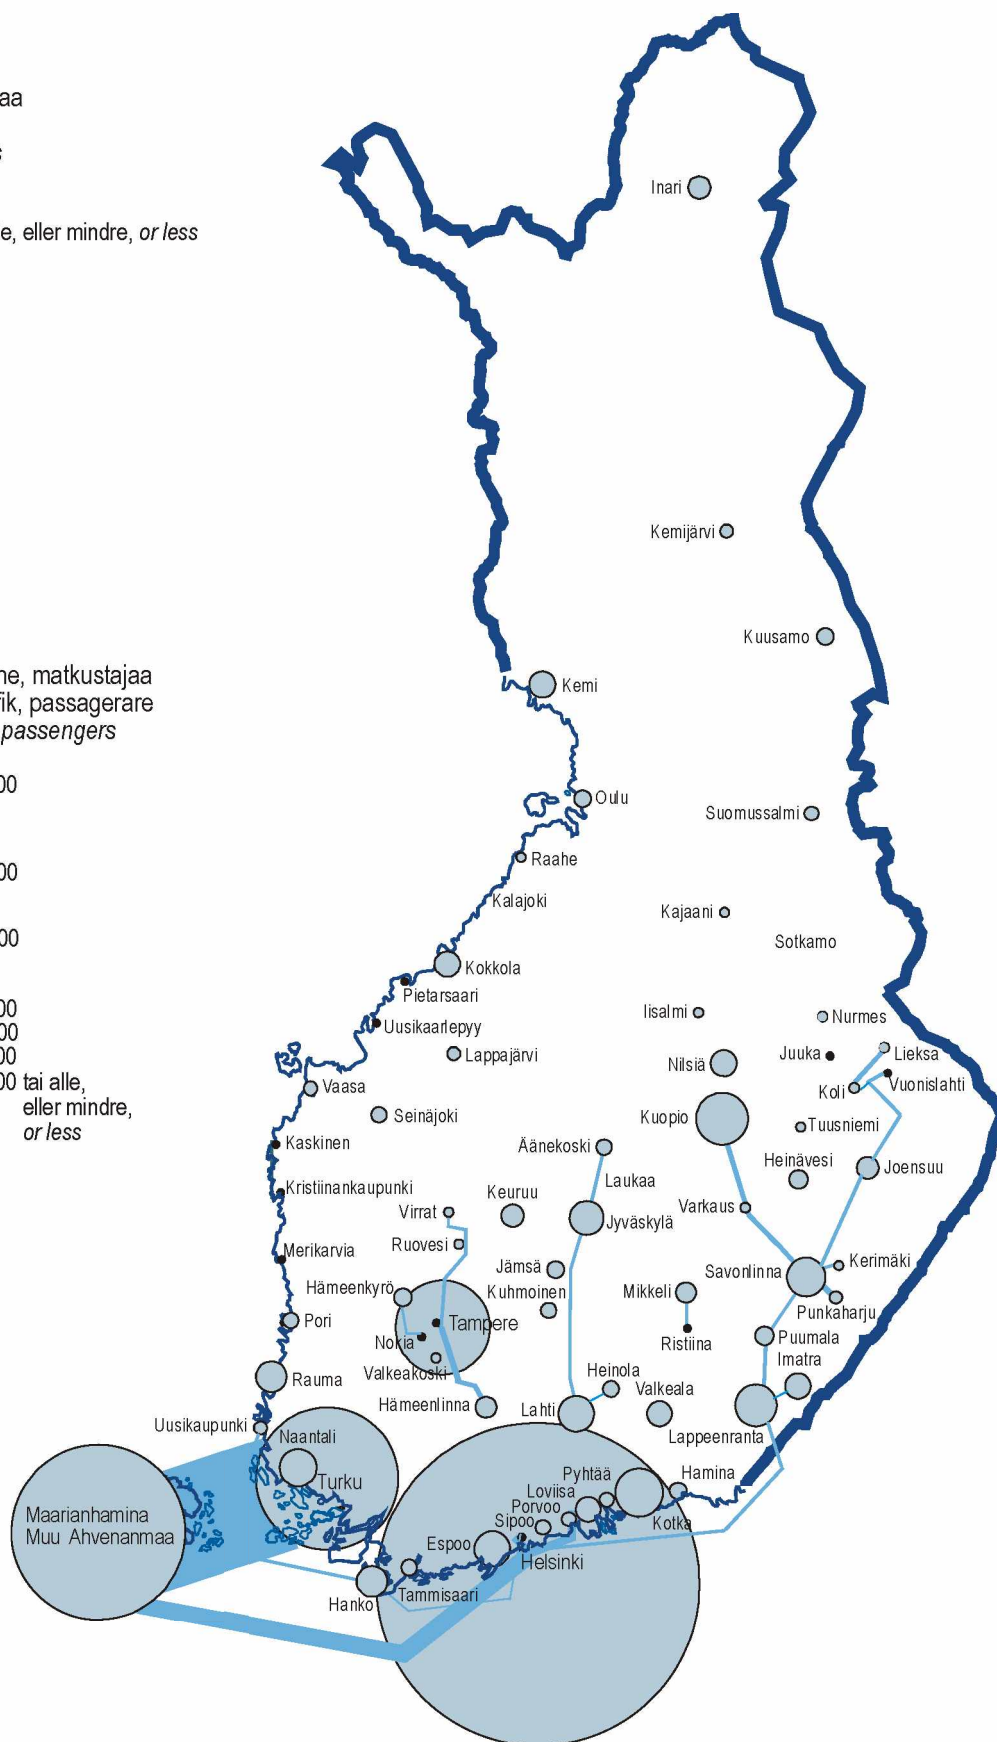 aa
s
e, eller mindre, or less
Inari
Kemijärvi
Kuusamo
ne, matkustajaa
fik, passagerare
passengers
Kemi
00
Oulu
Suomussalmi
Raahe
00
Kalajoki
Kajaani
00
Sotkamo
Kokkola
Pietarsaari
00
Iisalmi
Nurmes
Uusikaarlepyy
00
Lappajärvi
00
Juuka
Lieksa
Nilsiä
00 tai alle,
Vuonislahti
Vaasa
Koli
eller mindre,
Seinäjoki
Kuopio
Tuusniemi
or less
Kaskinen
Äänekoski
Heinävesi
Joensuu
Laukaa
Kristiinankaupunki
Keuruu
Virrat
Varkaus
Jyväskylä
Ruovesi
Merikarvia
Kerimäki
Jämsä
Savonlinna
Hämeenkyrö
Kuhmoinen
Mikkeli
Punkaharju
Pori
Tampere
Nokia
Ristiina
Puumala
Imatra
Valkeakoski
Rauma
Heinola
Valkeala
Hämeenlinna
Lahti
Uusikaupunki
Lappeenranta
Naantali
Turku
Pyhtää
Hamina
Loviisa
Porvoo
Maarianhamina
Muu Ahvenanmaa
Sipoo
Kotka
Espoo
Helsinki
Tammisaari
Hanko